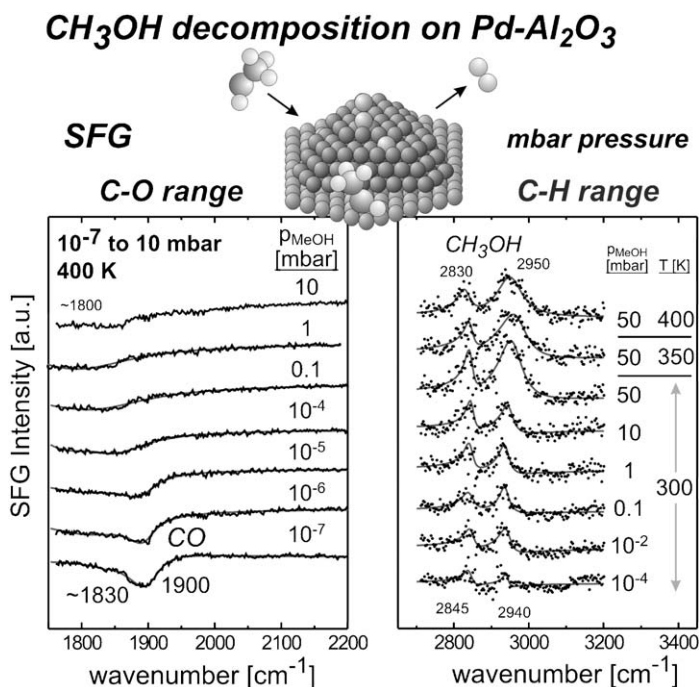 CH₃OH decomposition on Pd-Al₂O₃
SFG
mbar pressure
C-O range
C-H range
10⁻⁷ to 10 mbar
400 K
pMeOH
[mbar]
10
1
0.1
10⁻⁴
10⁻⁵
10⁻⁶
10⁻⁷
~1800
CO
~1830
1900
SFG Intensity [a.u.]
1800 1900 2000 2100 2200
wavenumber [cm⁻¹]
CH₃OH
2830
2950
pMeOH T [K]
[mbar]
50 400
50 350
50
10
1
300
0.1
10⁻²
10⁻⁴
2845
2940
2800 3000 3200 3400
wavenumber [cm⁻¹]